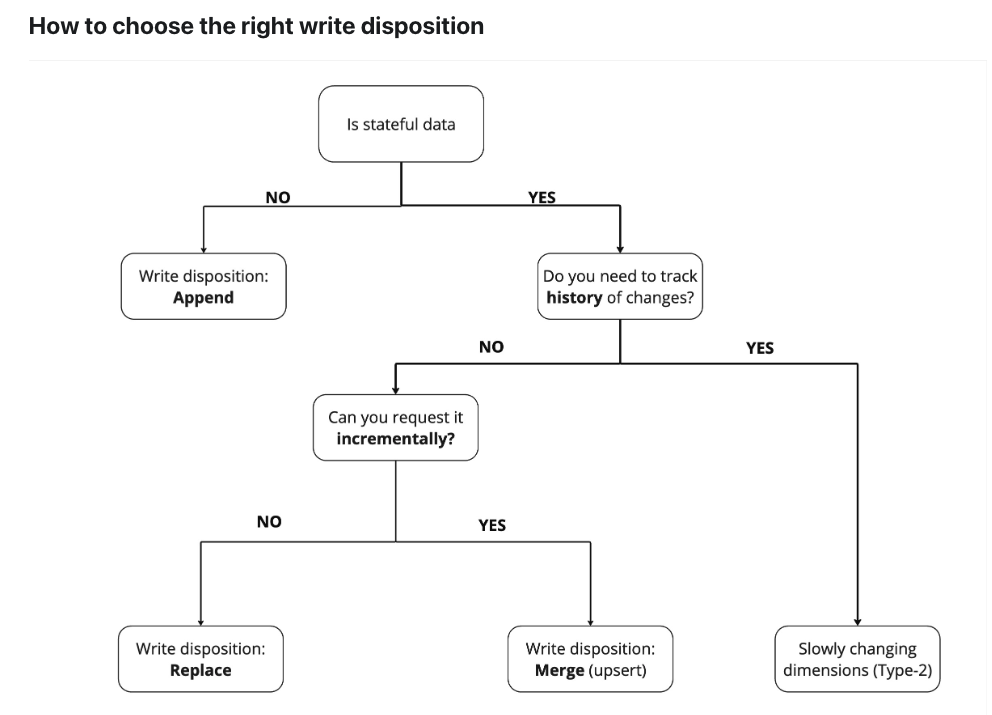 How to choose the right write disposition
Is stateful data
NO
YES
Write disposition:
Append
Do you need to track
history of changes?
NO
YES
Can you request it
incrementally?
NO
YES
Write disposition:
Replace
Write disposition:
Merge (upsert)
Slowly changing
dimensions (Type-2)